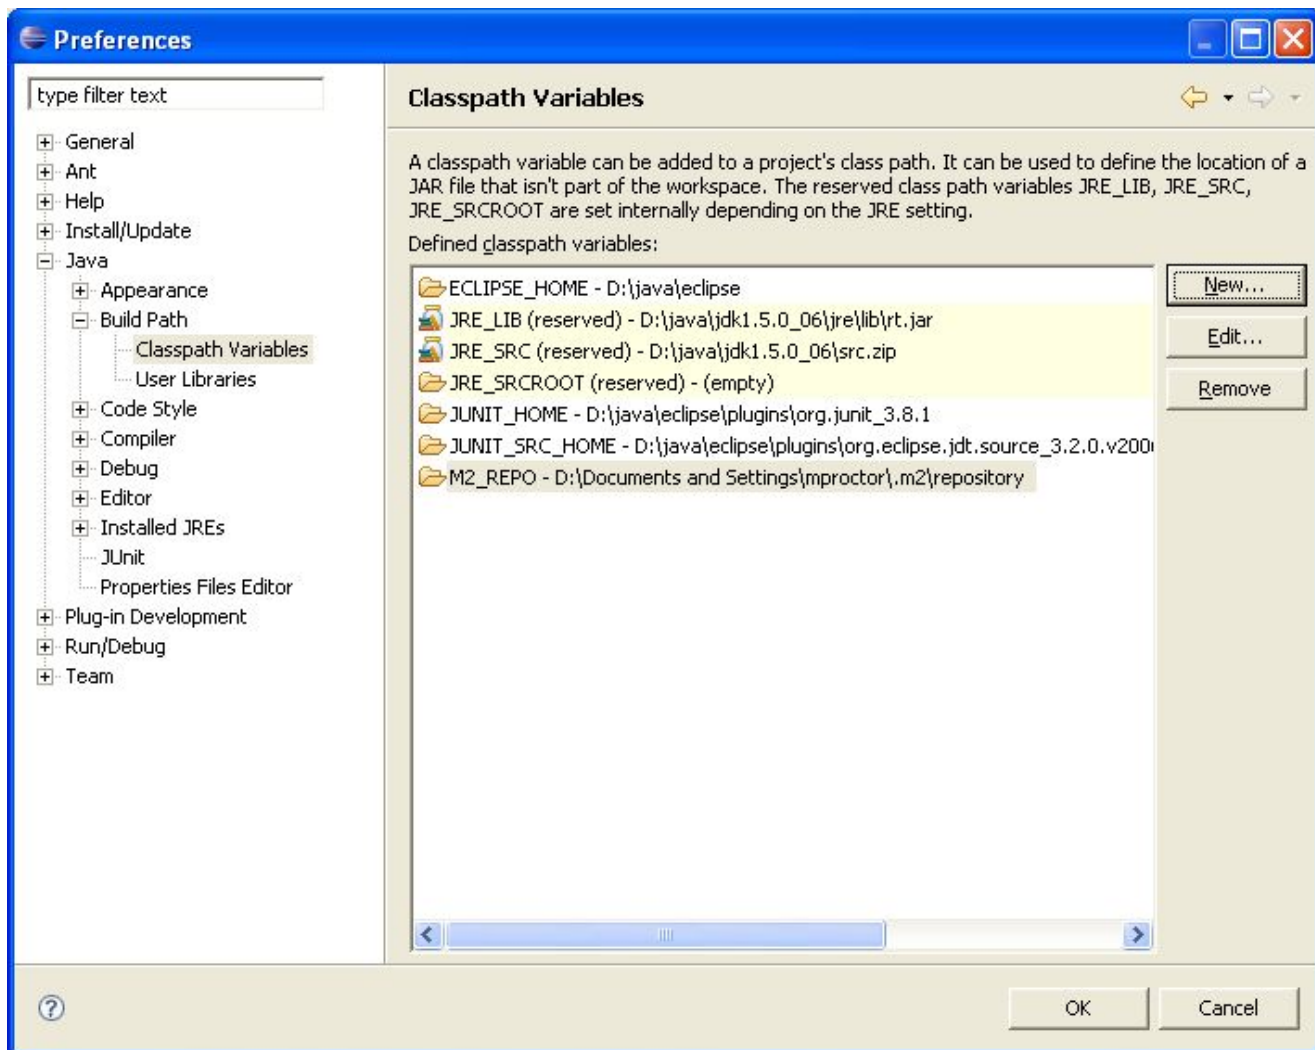 Preferences
type filter text
General
Ant
Help
Install/Update
Java
Appearance
Build Path
Classpath Variables
User Libraries
Code Style
Compiler
Debug
Editor
Installed JREs
JUnit
Properties Files Editor
Plug-in Development
Run/Debug
Team
Classpath Variables
A classpath variable can be added to a project's class path. It can be used to define the location of a
JAR file that isn't part of the workspace. The reserved class path variables JRE_LIB, JRE_SRC,
JRE_SRCROOT are set internally depending on the JRE setting.
Defined classpath variables:
ECLIPSE_HOME - D:\java\eclipse
JRE_LIB (reserved) - D:\java\jdk1.5.0_06\jre\lib\rt.jar
JRE_SRC (reserved) - D:\java\jdk1.5.0_06\src.zip
JRE_SRCROOT (reserved) - (empty)
JUNIT_HOME - D:\java\eclipse\plugins\org.junit_3.8.1
JUNIT_SRC_HOME - D:\java\eclipse\plugins\org.eclipse.jdt.source_3.2.0.v200
M2_REPO - D:\Documents and Settings\mproctor\.m2\repository
New...
Edit...
Remove
OK
Cancel